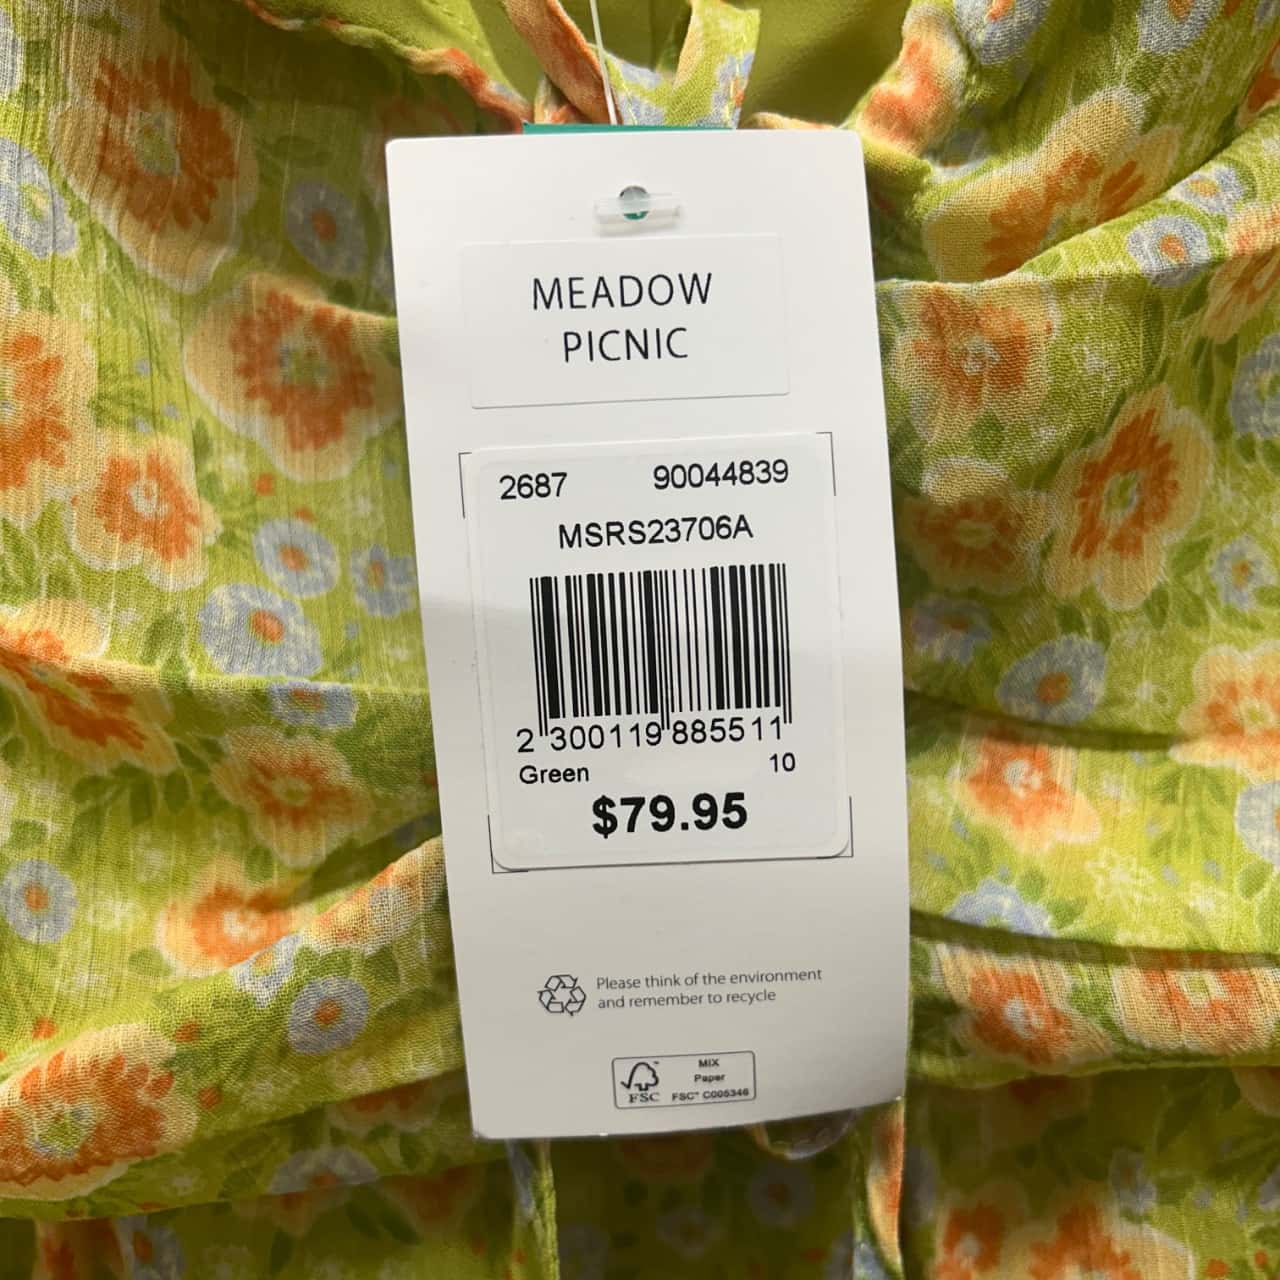 MEADOW
PICNIC
2687 90044839
MSRS23706A
2 300119 885511
Green 10
$79.95
Please think of the environment
and remember to recycle
MIX
Paper
FSC FSC™ C005346